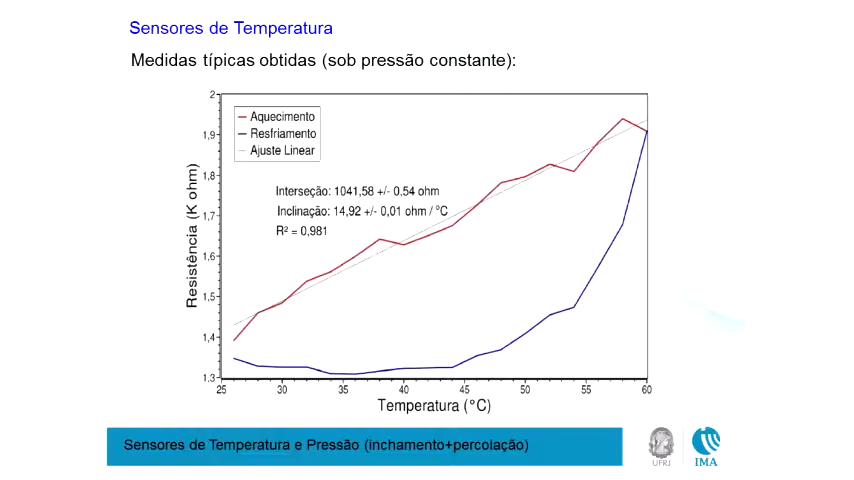 Sensores de Temperatura
Medidas típicas obtidas (sob pressão constante):
2
1,9
1,8
1,7
1,6
1,5
1,4
1.3
Resistência (K ohm)
Aquecimento
Resfriamento
Ajuste Linear
Interseção: 1041,58 +/- 0,54 ohm
Inclinação: 14,92 +/- 0,01 ohm / ºC
R² = 0,981
25 30 35 40 45 50 55 60
Temperatura (°C)
Sensores de Temperatura e Pressão (inchamento+percolação)
UFRJ
IMA